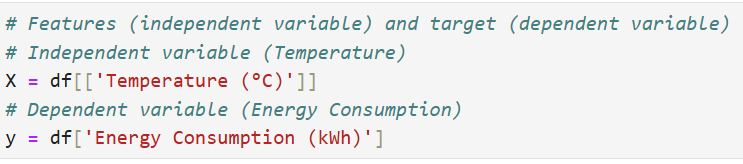 # Features (independent variable) and target (dependent variable)
# Independent variable (Temperature)
X = df[['Temperature (°C)']]
# Dependent variable (Energy Consumption)
y = df['Energy Consumption (kWh)']